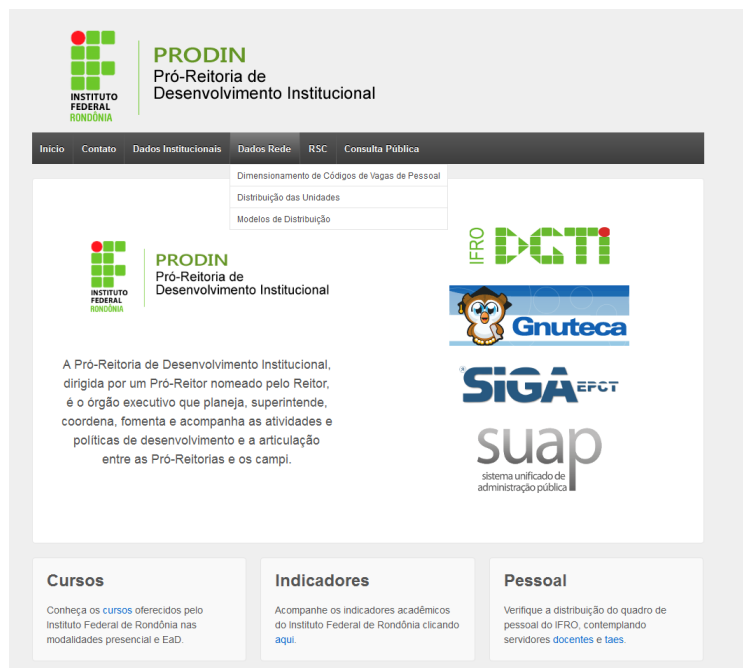 INSTITUTO
FEDERAL
RONDÔNIA
PRODIN
Pró-Reitoria de
Desenvolvimento Institucional
Início Contato Dados Institucionais Dados Rede RSC Consulta Pública
Dimensionamento de Códigos de Vagas de Pessoal
Distribuição das Unidades
Modelos de Distribuição
INSTITUTO
FEDERAL
RONDÔNIA
PRODIN
Pró-Reitoria de
Desenvolvimento Institucional
A Pró-Reitoria de Desenvolvimento Institucional,
dirigida por um Pró-Reitor nomeado pelo Reitor,
é o órgão executivo que planeja, superintende,
coordena, fomenta e acompanha as atividades e
políticas de desenvolvimento e a articulação
entre as Pró-Reitorias e os campi.
IFRO DGTI
Gnuteca
SIGA EPCT
suap
sistema unificado de
administração pública
Cursos
Conheça os cursos oferecidos pelo
Instituto Federal de Rondônia nas
modalidades presencial e EaD.
Indicadores
Acompanhe os indicadores acadêmicos
do Instituto Federal de Rondônia clicando
aqui.
Pessoal
Verifique a distribuição do quadro de
pessoal do IFRO, contemplando
servidores docentes e taes.